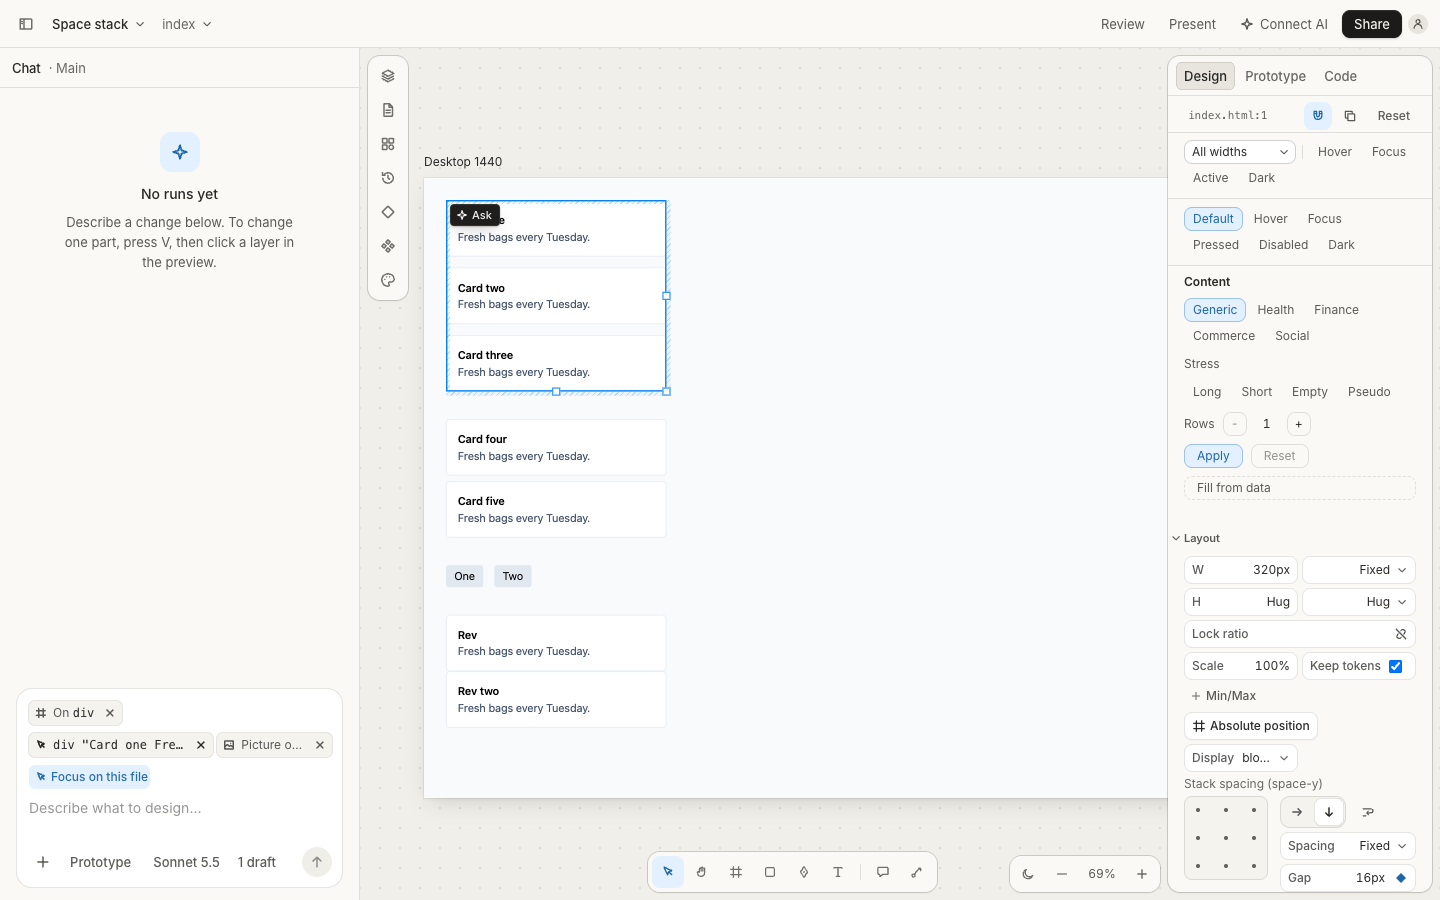 Space stack
index
Review
Present
Connect AI
Share
Chat · Main
No runs yet
Describe a change below. To change
one part, press V, then click a layer in
the preview.
On div
div "Card one Fre…
Picture o…
Focus on this file
Describe what to design...
Prototype
Sonnet 5.5
1 draft
Desktop 1440
Ask
Fresh bags every Tuesday.
Card two
Fresh bags every Tuesday.
Card three
Fresh bags every Tuesday.
Card four
Fresh bags every Tuesday.
Card five
Fresh bags every Tuesday.
One
Two
Rev
Fresh bags every Tuesday.
Rev two
Fresh bags every Tuesday.
69%
Design
Prototype
Code
index.html:1
Reset
All widths
Hover
Focus
Active
Dark
Default
Hover
Focus
Pressed
Disabled
Dark
Content
Generic
Health
Finance
Commerce
Social
Stress
Long
Short
Empty
Pseudo
Rows - 1 +
Apply
Reset
Fill from data
Layout
W 320px
Fixed
H Hug
Hug
Lock ratio
Scale 100%
Keep tokens
Min/Max
Absolute position
Display blo...
Stack spacing (space-y)
Spacing Fixed
Gap 16px